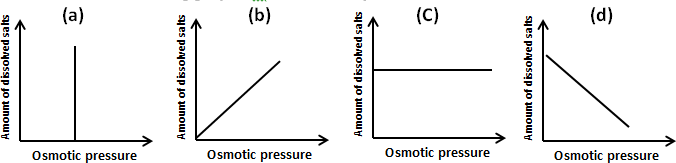 (a)
Amount of dissolved salts
Osmotic pressure
(b)
Amount of dissolved salts
Osmotic pressure
(C)
Amount of dissolved salts
Osmotic pressure
(d)
Amount of dissolved salts
Osmotic pressure